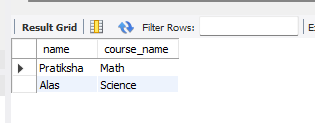 Result Grid Filter Rows:
name course_name
Pratiksha Math
Alas Science